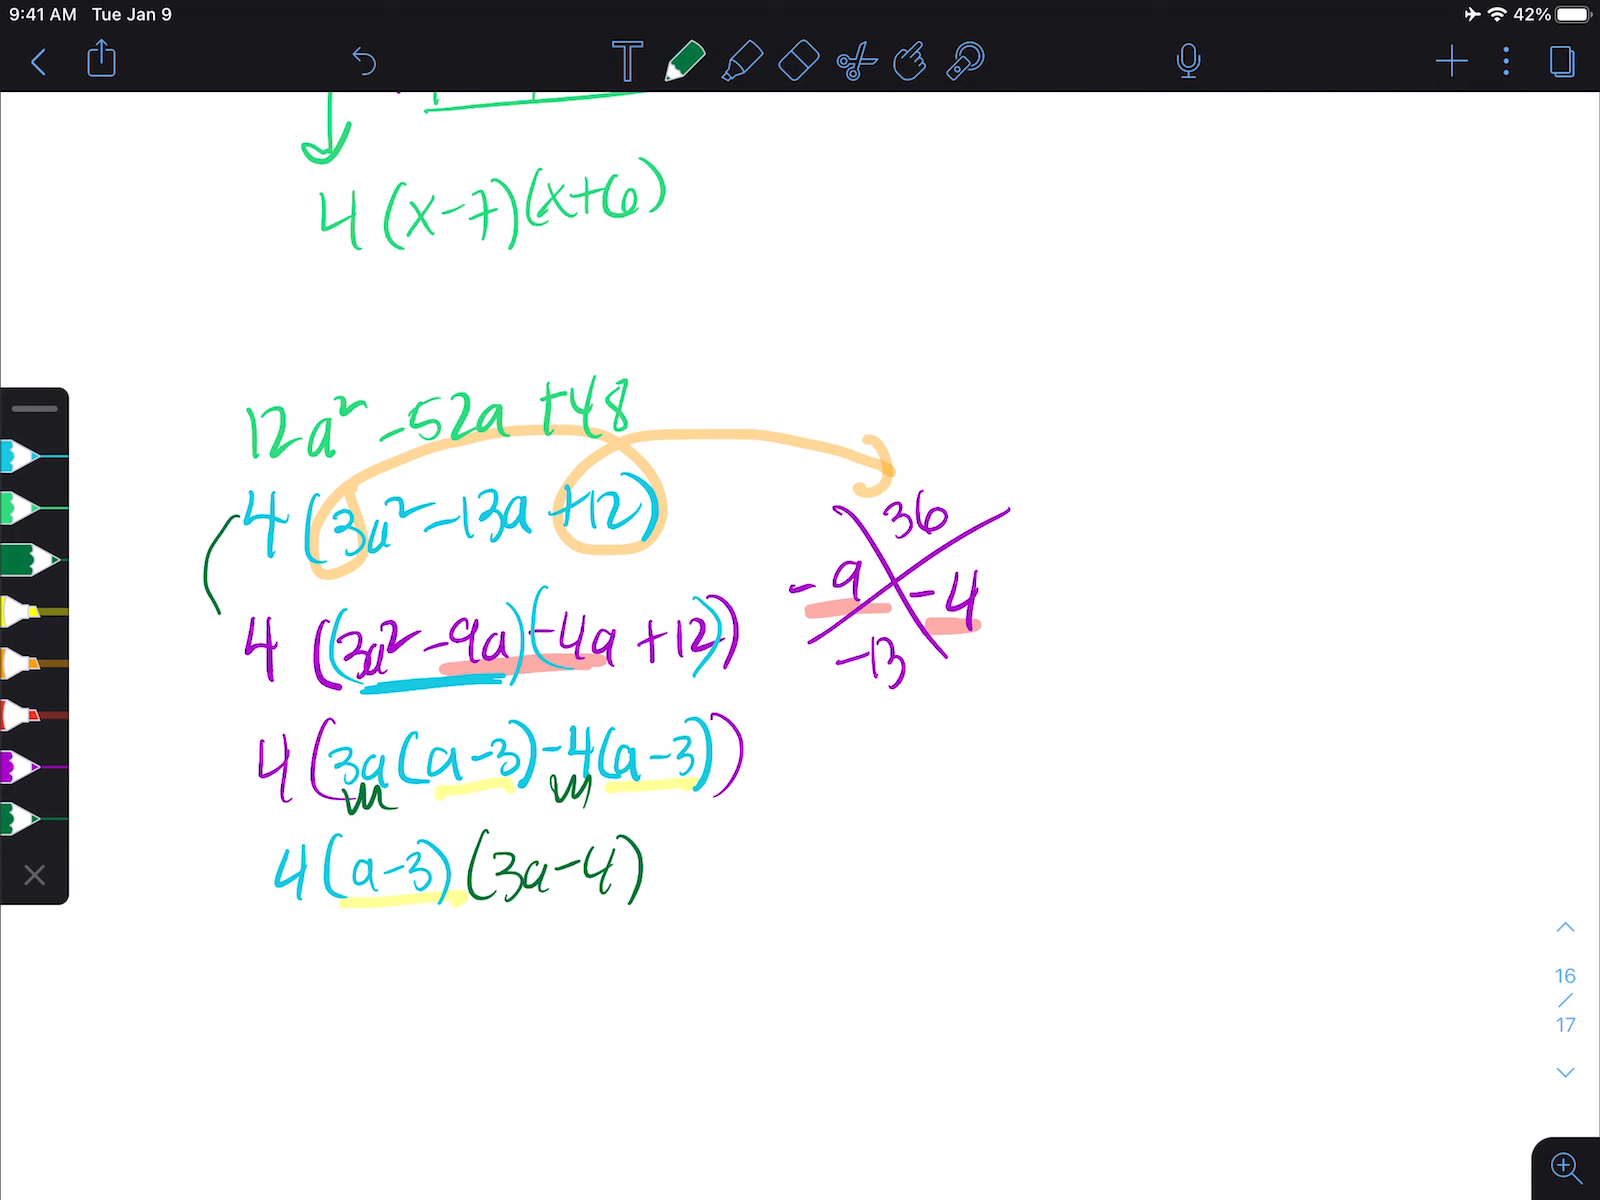 9:41 AM Tue Jan 9 42%
T
4(x-7)(x+6)
12a² -52a +48
4(3a² -13a +12)
36
-9 -4
-13
4((3a² -9a)(-4a +12))
4(3a(a-3) -4(a-3))
4(a-3)(3a-4)
16
/
17